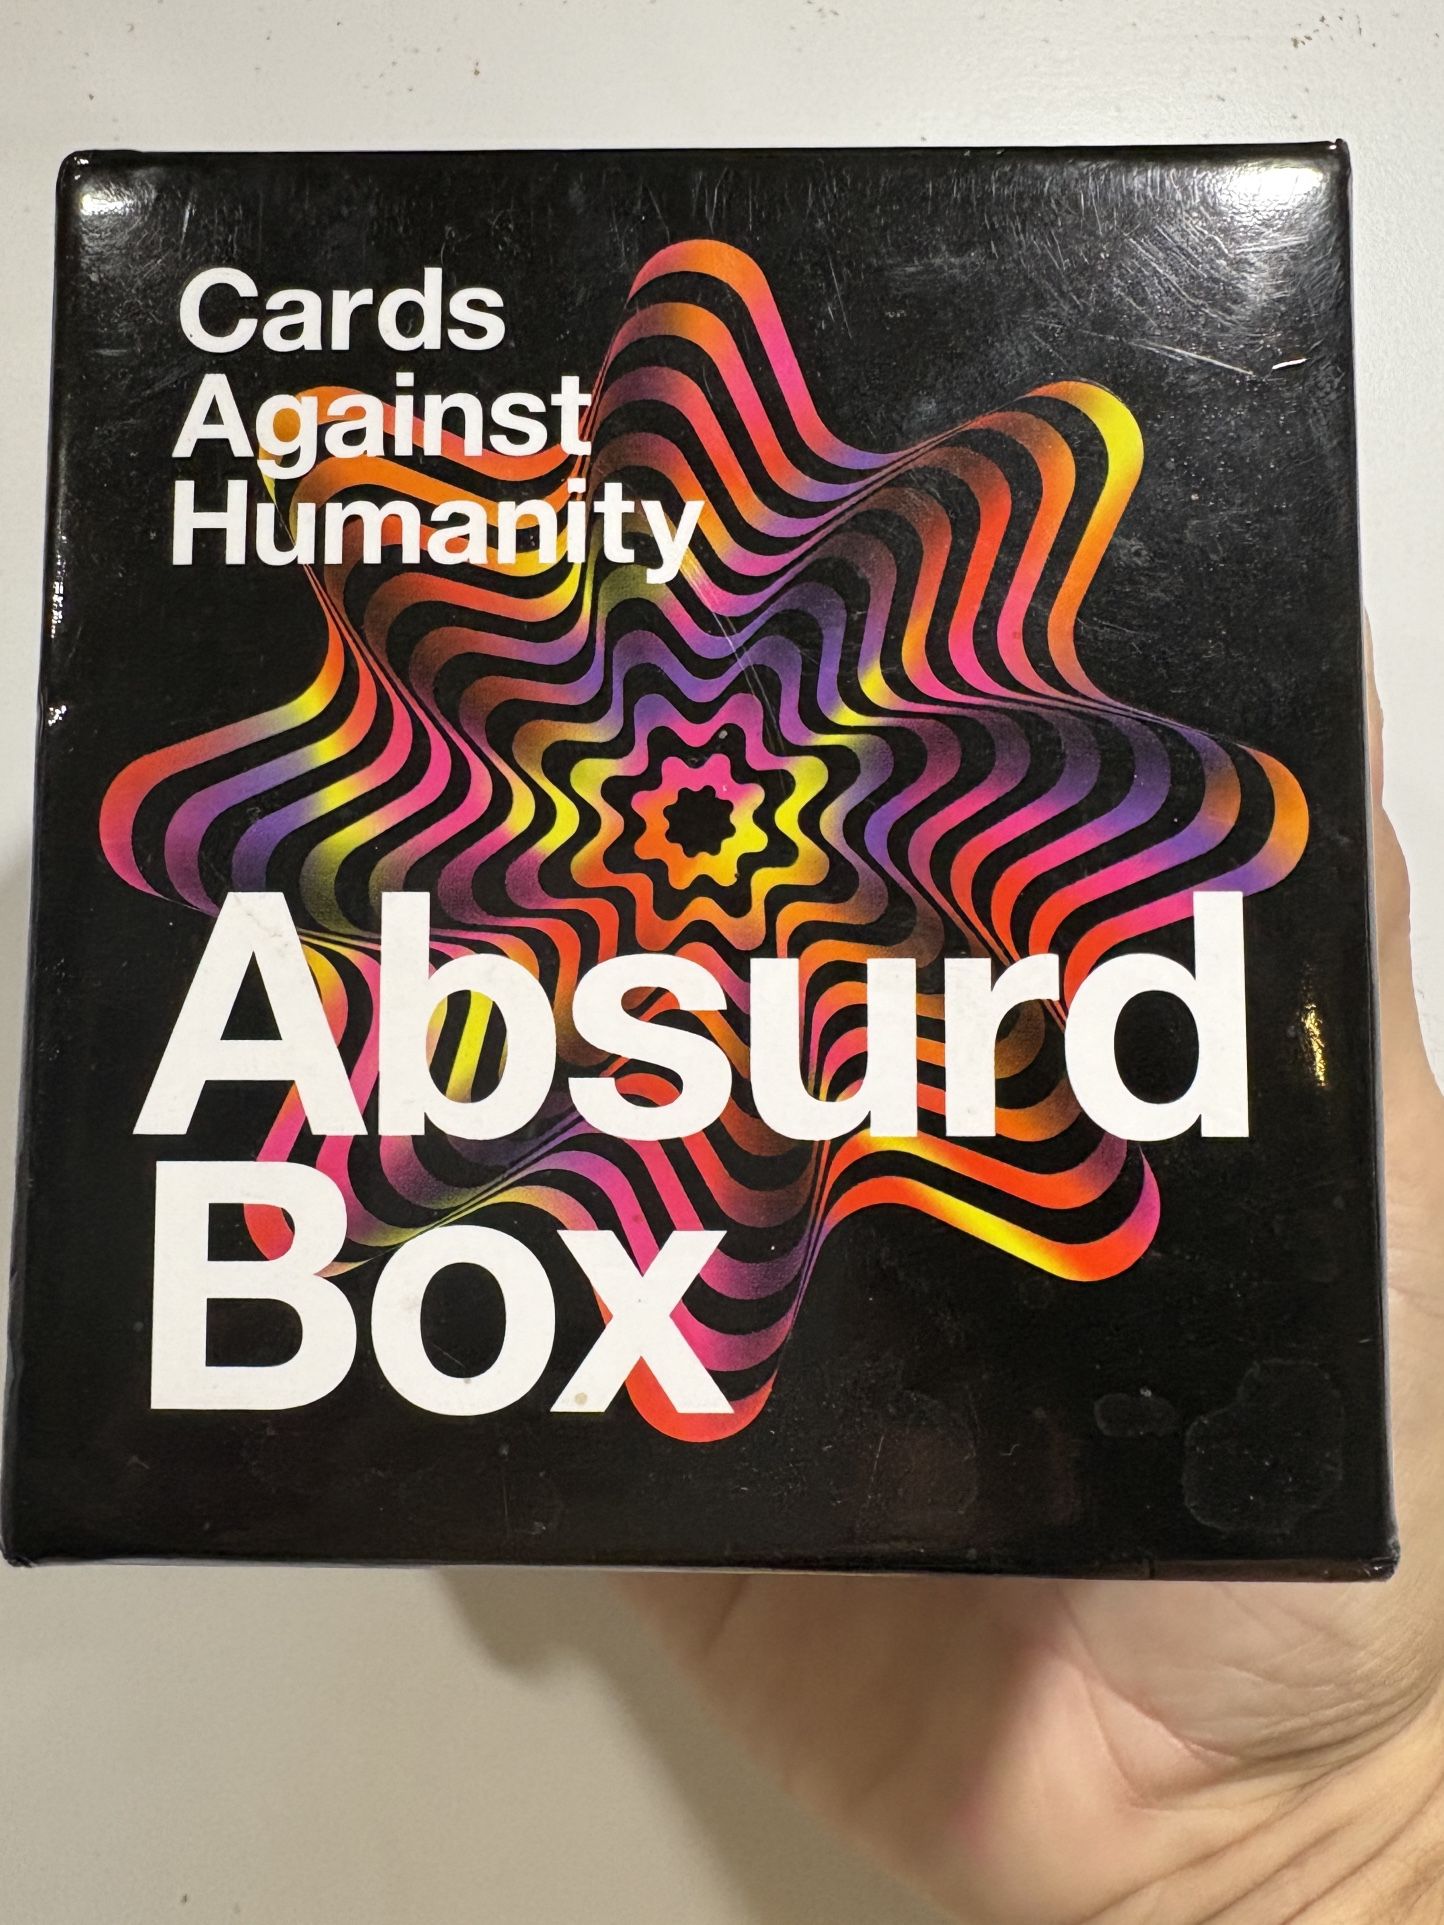 Cards
Against
Humanity
Absurd
Box